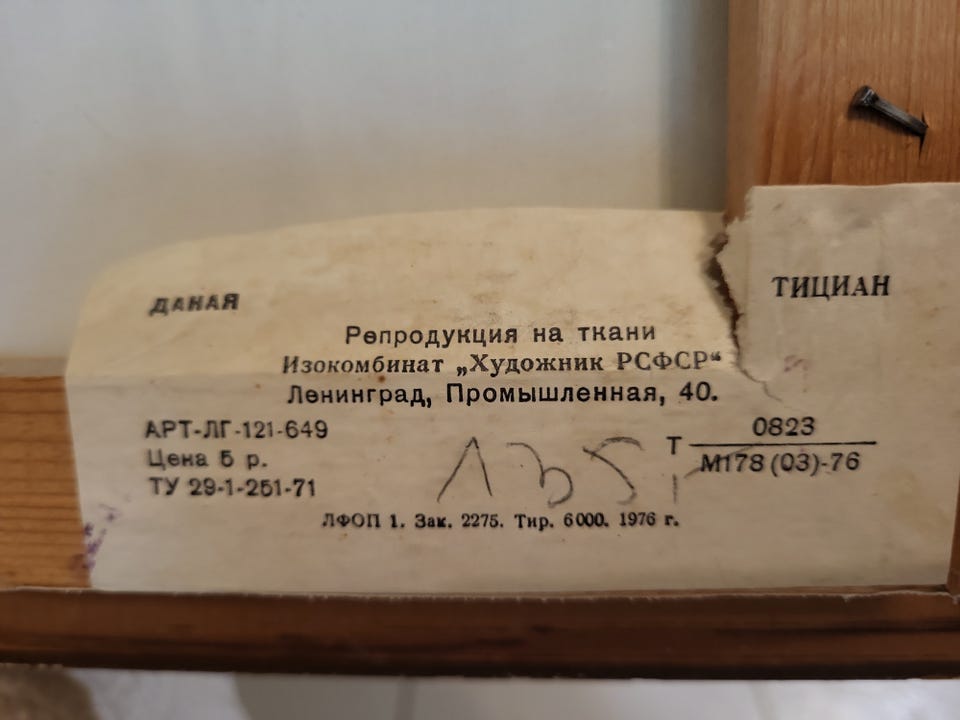 ДАНАЯ ТИЦИАН
Репродукция на ткани
Изокомбинат „Художник РСФСР“
Ленинград, Промышленная, 40.
АРТ-ЛГ-121-649
Цена 5 р.
ТУ 29-1-251-71
Т 0823
М178 (03)-76
ЛФОП 1. Зак. 2275. Тир. 6000. 1976 г.